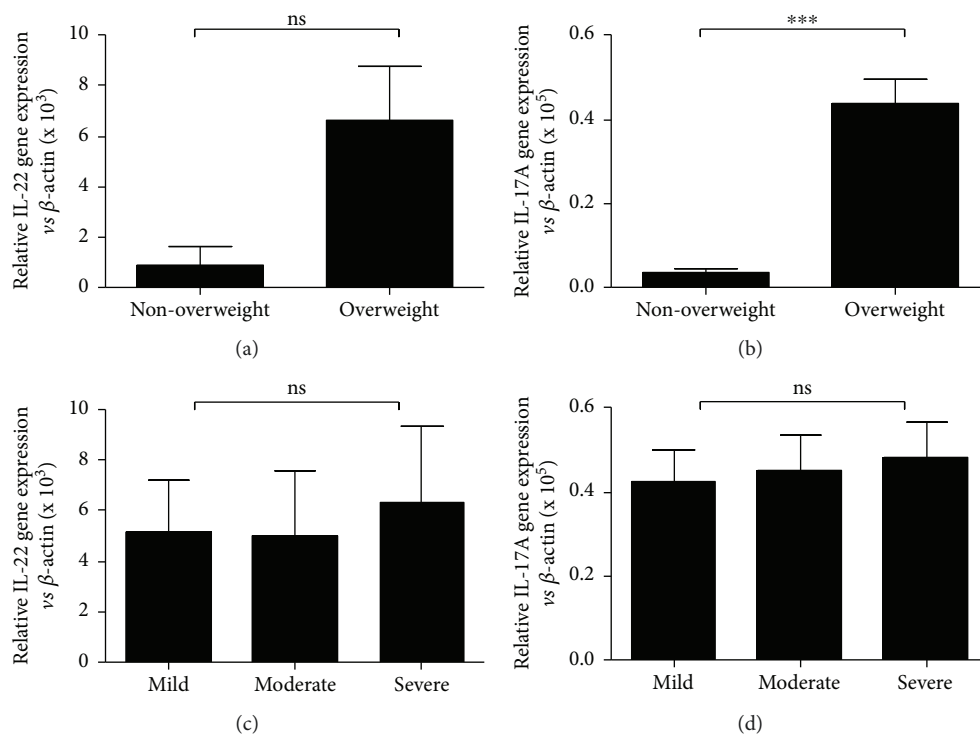 Relative IL-22 gene expression
vs β-actin (x 10³)
10
8
6
4
2
0
ns
Non-overweight
Overweight
(a)
Relative IL-17A gene expression
vs β-actin (x 10⁵)
0.6
0.4
0.2
0.0
***
Non-overweight
Overweight
(b)
Relative IL-22 gene expression
vs β-actin (x 10³)
10
8
6
4
2
0
ns
Mild
Moderate
Severe
(c)
Relative IL-17A gene expression
vs β-actin (x 10⁵)
0.6
0.4
0.2
0.0
ns
Mild
Moderate
Severe
(d)